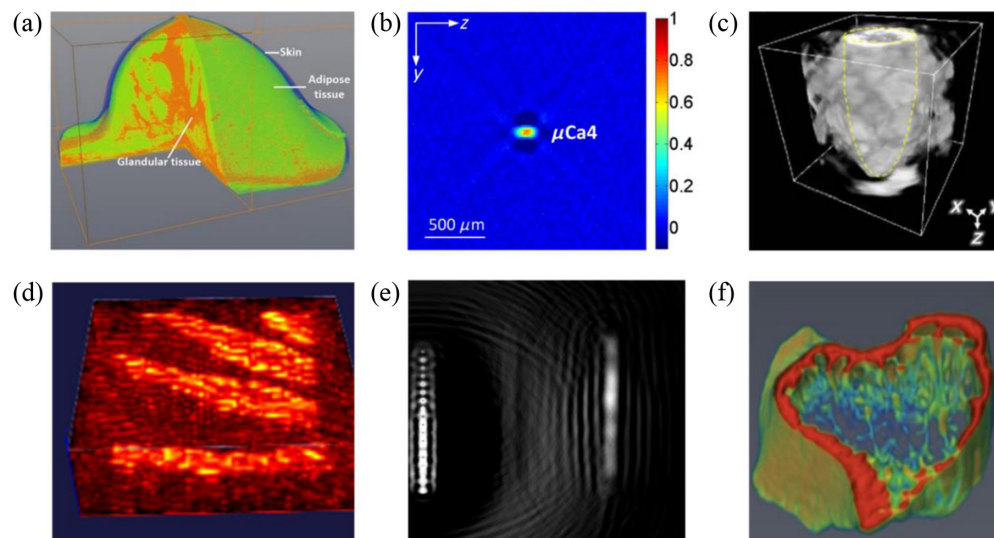 (a)
Skin
Adipose
tissue
Glandular tissue
(b)
z
y
μCa4
500 μm
1
0.8
0.6
0.4
0.2
0
(c)
X
Y
Z
(d)
(e)
(f)